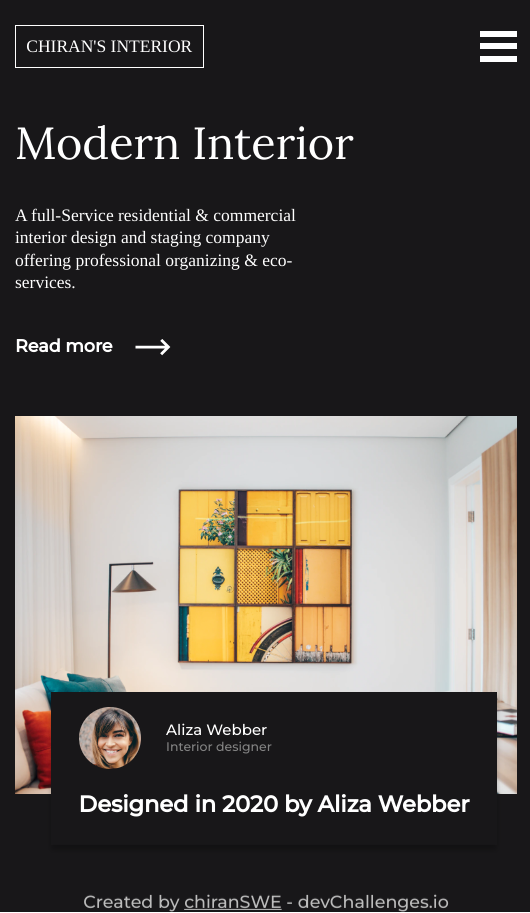 CHIRAN'S INTERIOR
Modern Interior
A full-Service residential & commercial
interior design and staging company
offering professional organizing & eco-
services.
Read more
Aliza Webber
Interior designer
Designed in 2020 by Aliza Webber
Created by chiranSWE - devChallenges.io